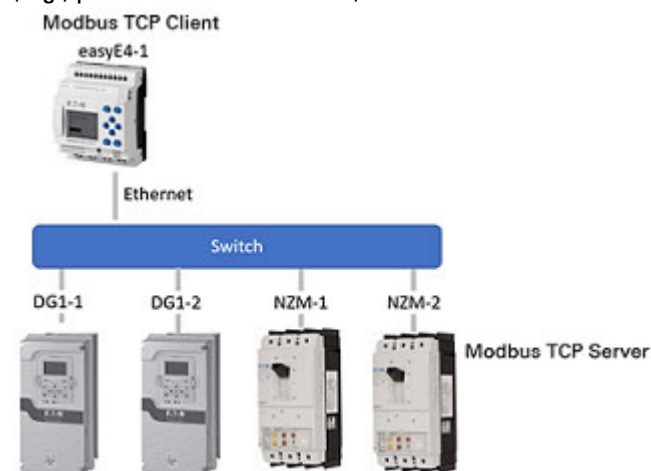 Modbus TCP Client
easyE4-1
Ethernet
Switch
DG1-1
DG1-2
NZM-1
NZM-2
Modbus TCP Server